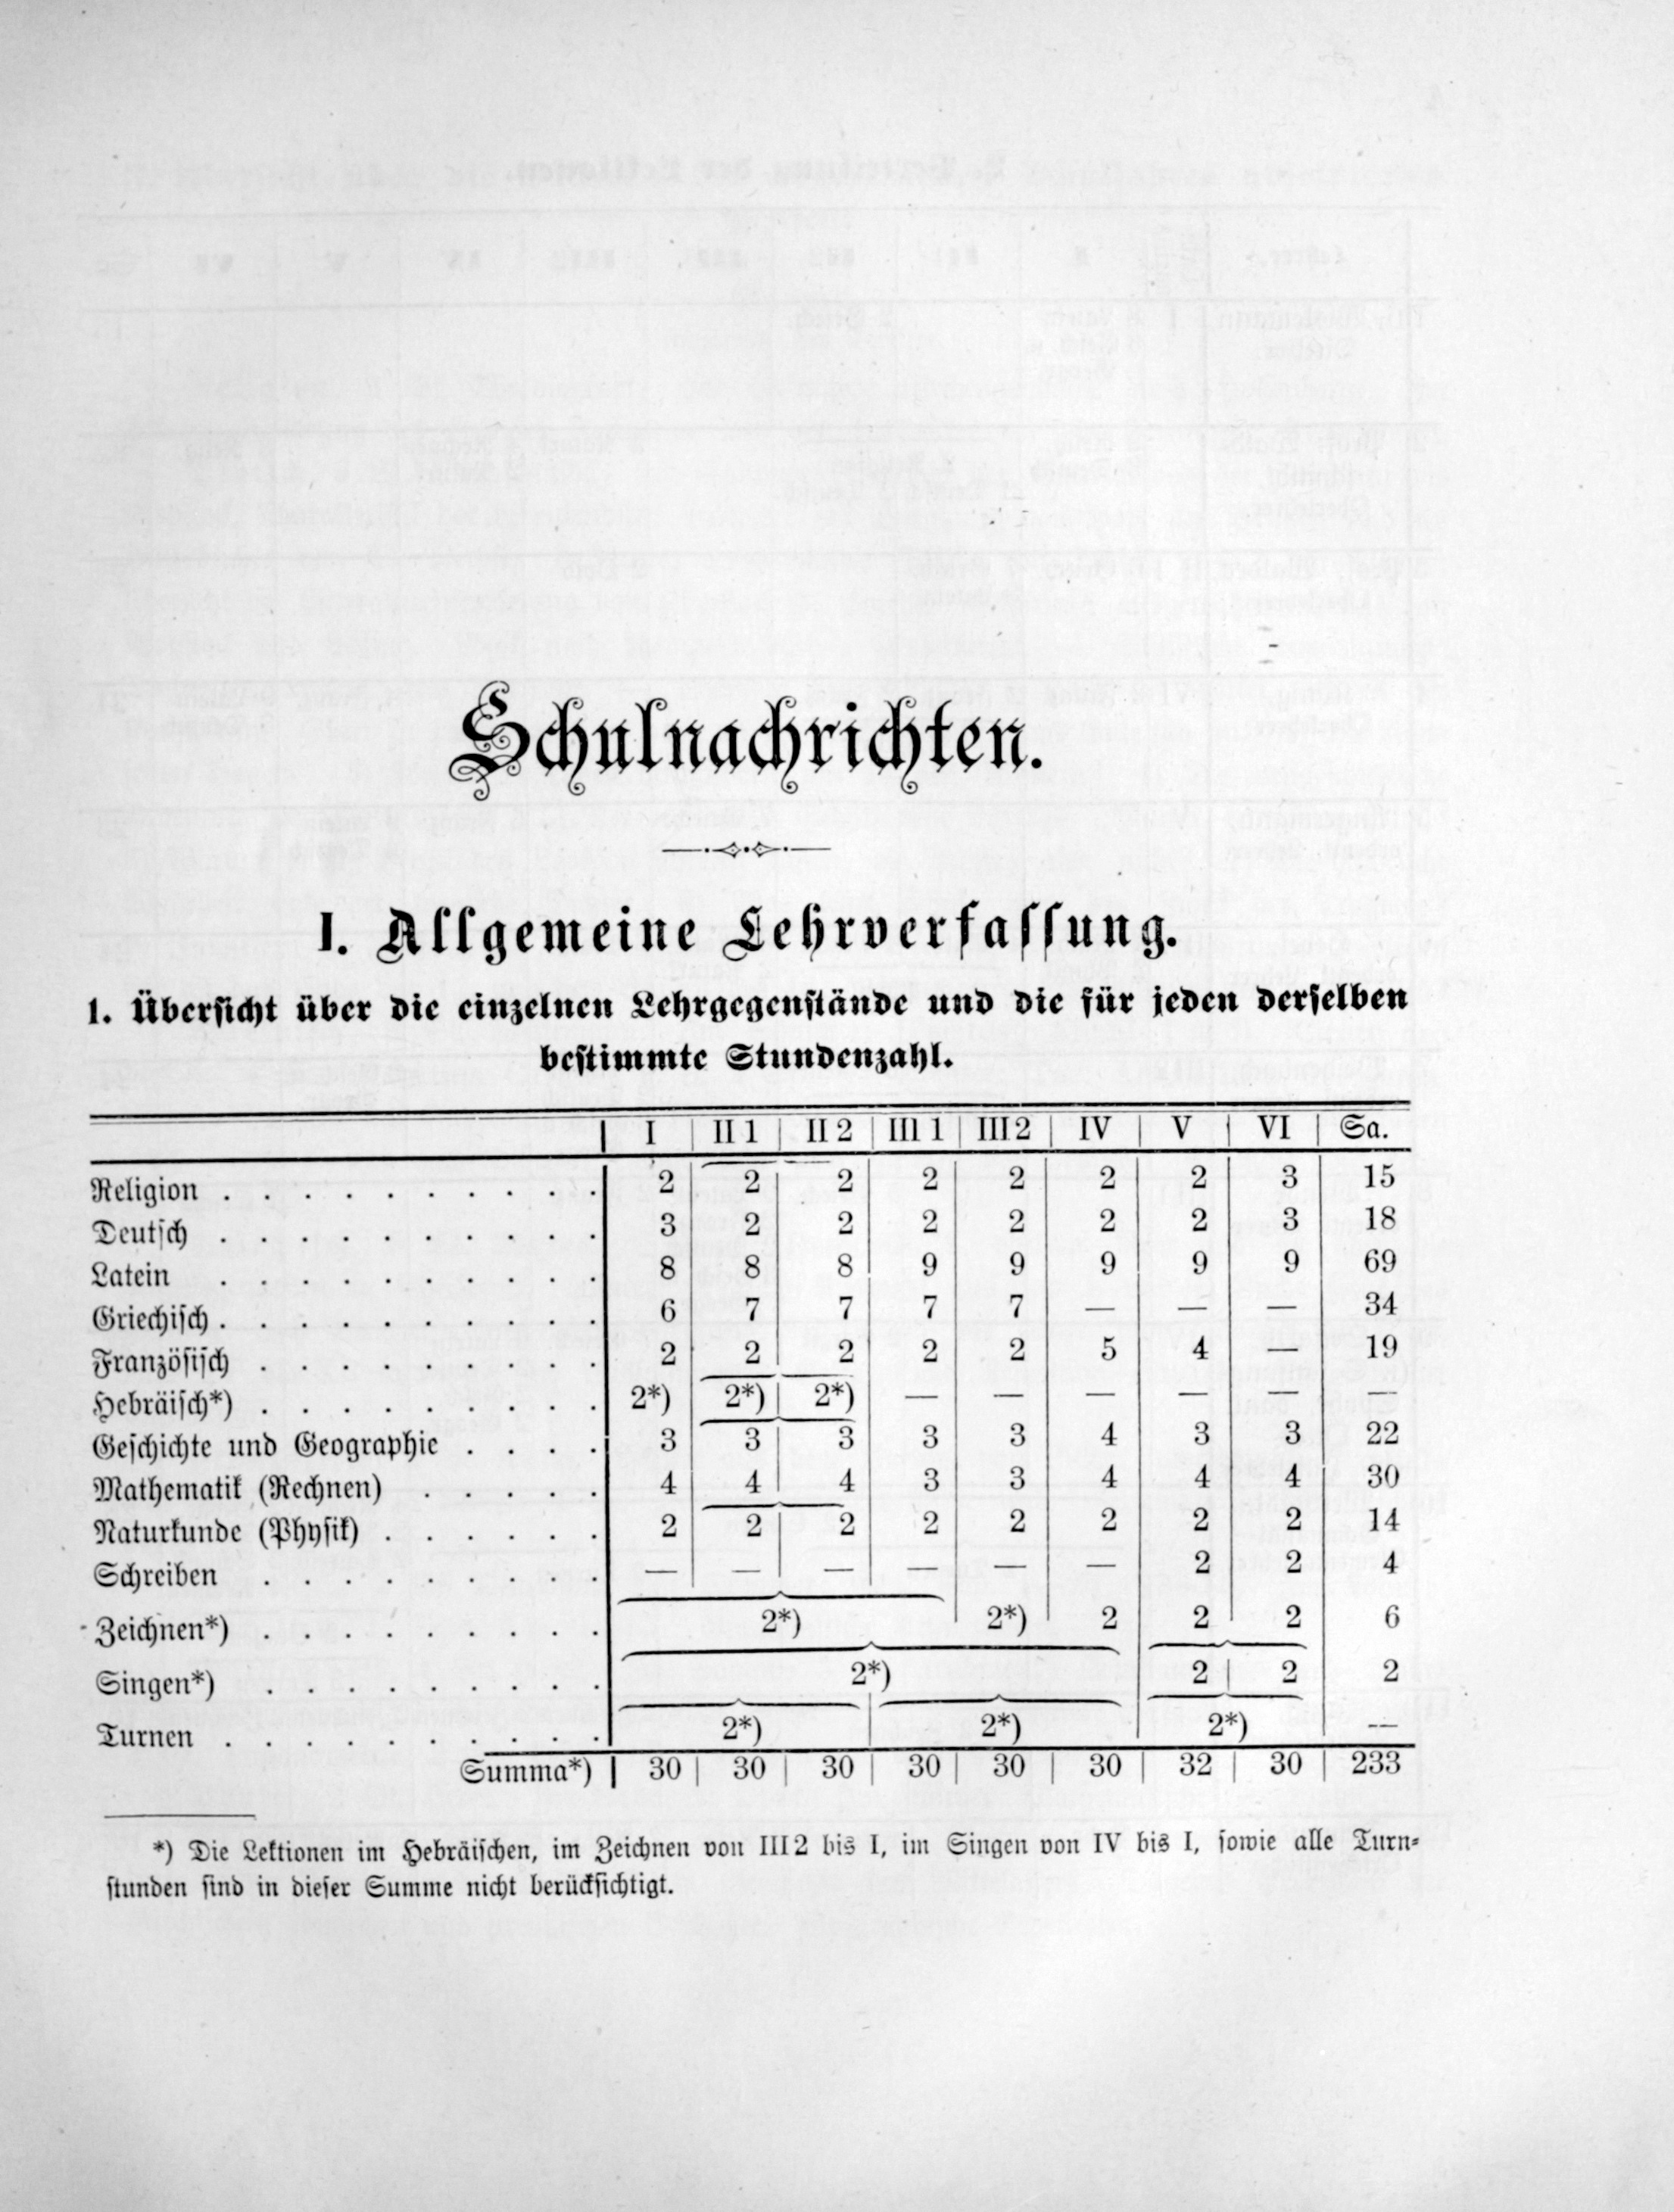 Schulnachrichten.
I. Allgemeine Lehrverfassung.
1. Übersicht über die einzelnen Lehrgegenstände und die für jeden derselben
bestimmte Stundenzahl.
I | II 1 | II 2 | III 1 | III 2 | IV | V | VI | Sa.
Religion . . . . . . . . . . 2 2 2 2 2 2 2 3 15
Deutsch . . . . . . . . . . 3 2 2 2 2 2 2 3 18
Latein . . . . . . . . . . 8 8 8 9 9 9 9 9 69
Griechisch . . . . . . . . . . 6 7 7 7 7 — — — 34
Französisch . . . . . . . . . 2 2 2 2 2 5 4 — 19
Hebräisch*) . . . . . . . . . 2*) 2*) 2*) — — — — — —
Geschichte und Geographie . . . . 3 3 3 3 3 4 3 3 22
Mathematik (Rechnen) . . . . . 4 4 4 3 3 4 4 4 30
Naturkunde (Physik) . . . . . . 2 2 2 2 2 2 2 2 14
Schreiben . . . . . . . . . — — — — — — 2 2 4
Zeichnen*) . . . . . . . . . 2*) 2*) 2 2 2 6
Singen*) . . . . . . . . . 2*) 2 2 2
Turnen . . . . . . . . . . 2*) 2*) 2*) —
Summa*) | 30 | 30 | 30 | 30 | 30 | 30 | 32 | 30 | 233
*) Die Lektionen im Hebräischen, im Zeichnen von III 2 bis I, im Singen von IV bis I, sowie alle Turn-
stunden sind in dieser Summe nicht berücksichtigt.